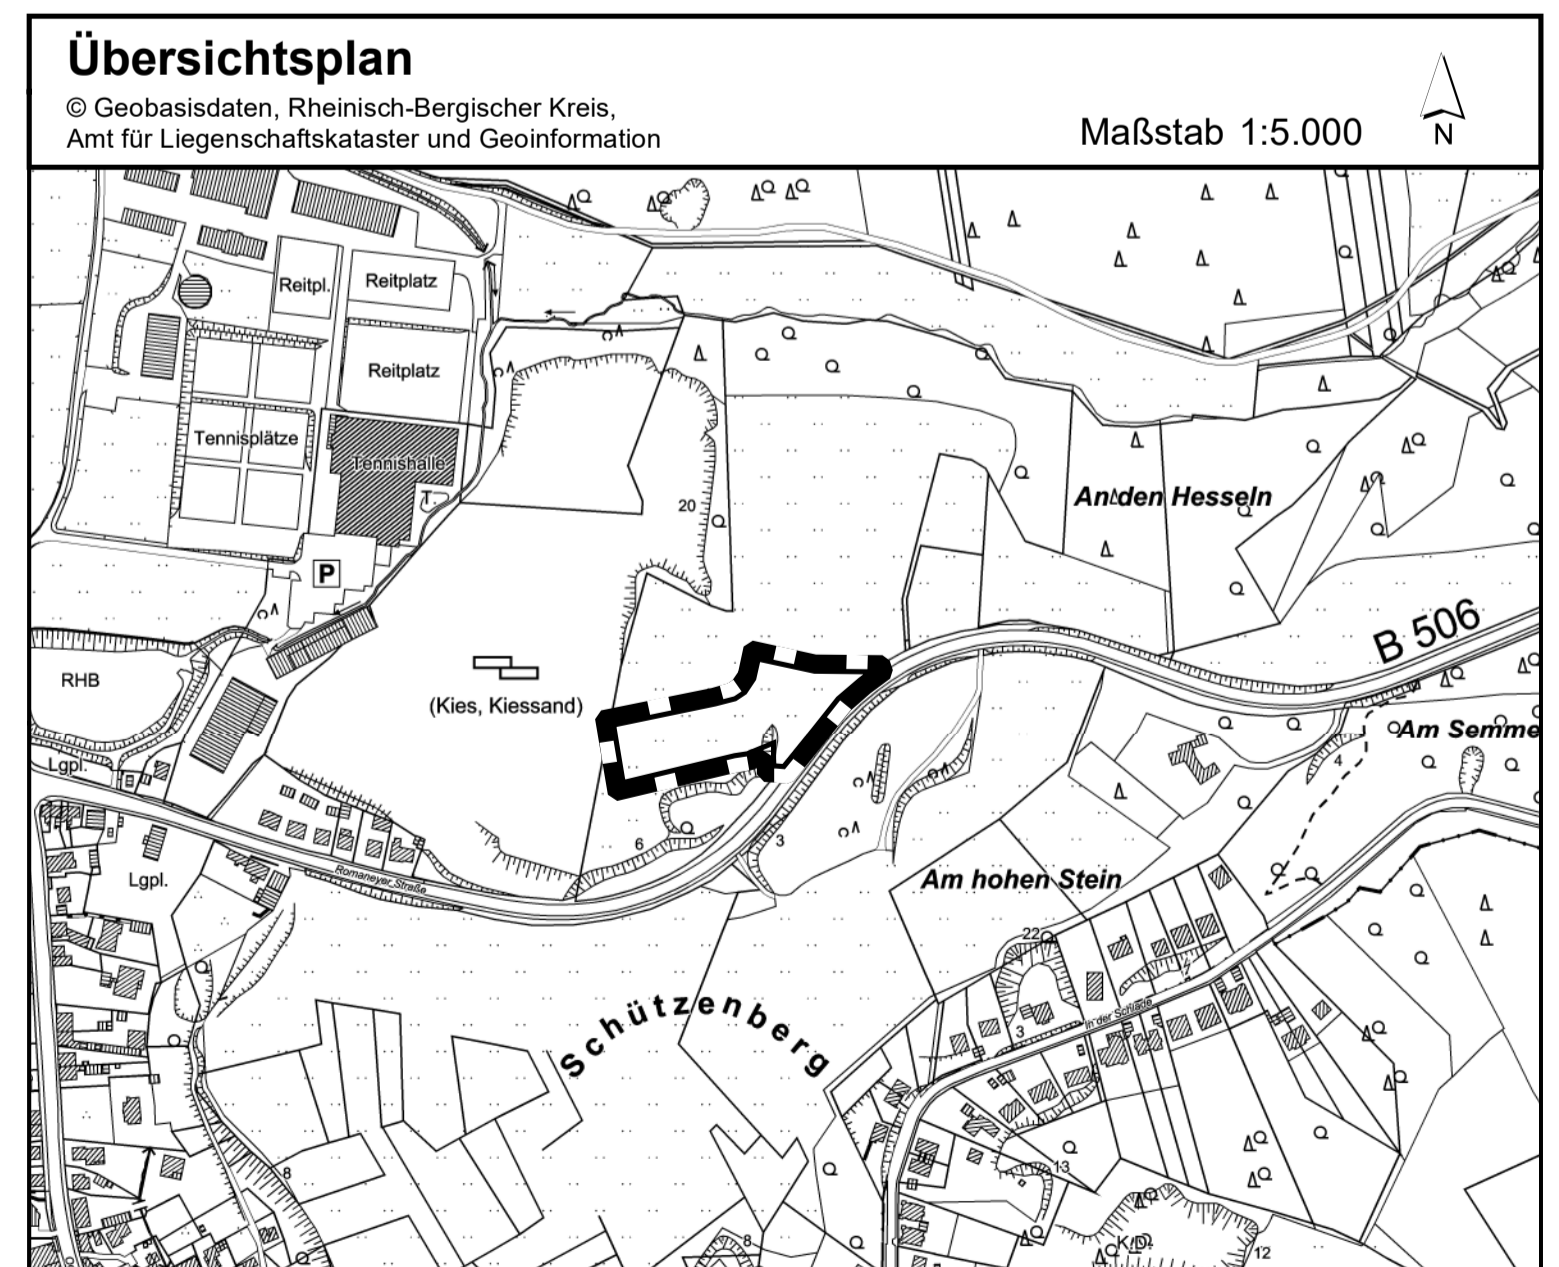 Übersichtsplan
© Geobasisdaten, Rheinisch-Bergischer Kreis,
Amt für Liegenschaftskataster und Geoinformation
Maßstab 1:5.000
N
Reitpl.
Reitplatz
Reitplatz
Tennisplätze
Tennishalle
T.
20
An den Hesseln
P
B 506
RHB
(Kies, Kiessand)
Am Semme
Lgpl.
4
6
3
Romaneyer Straße
Lgpl.
Am hohen Stein
22
Schützenberg
3
In der Schlade
8
13
8
K.D.
12